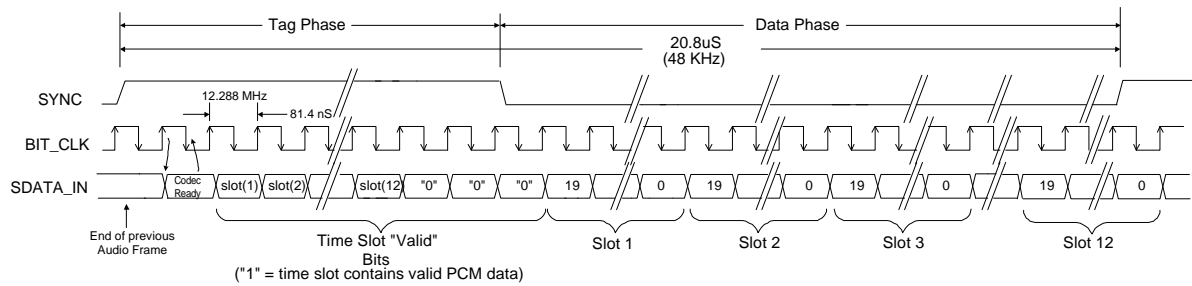 Tag Phase Data Phase
20.8uS
(48 KHz)
SYNC
12.288 MHz
81.4 nS
BIT_CLK
SDATA_IN Codec Ready slot(1) slot(2) slot(12) "0" "0" "0" 19 0 19 0 19 0 19 0
End of previous
Audio Frame
Time Slot "Valid"
Bits
("1" = time slot contains valid PCM data)
Slot 1 Slot 2 Slot 3 Slot 12